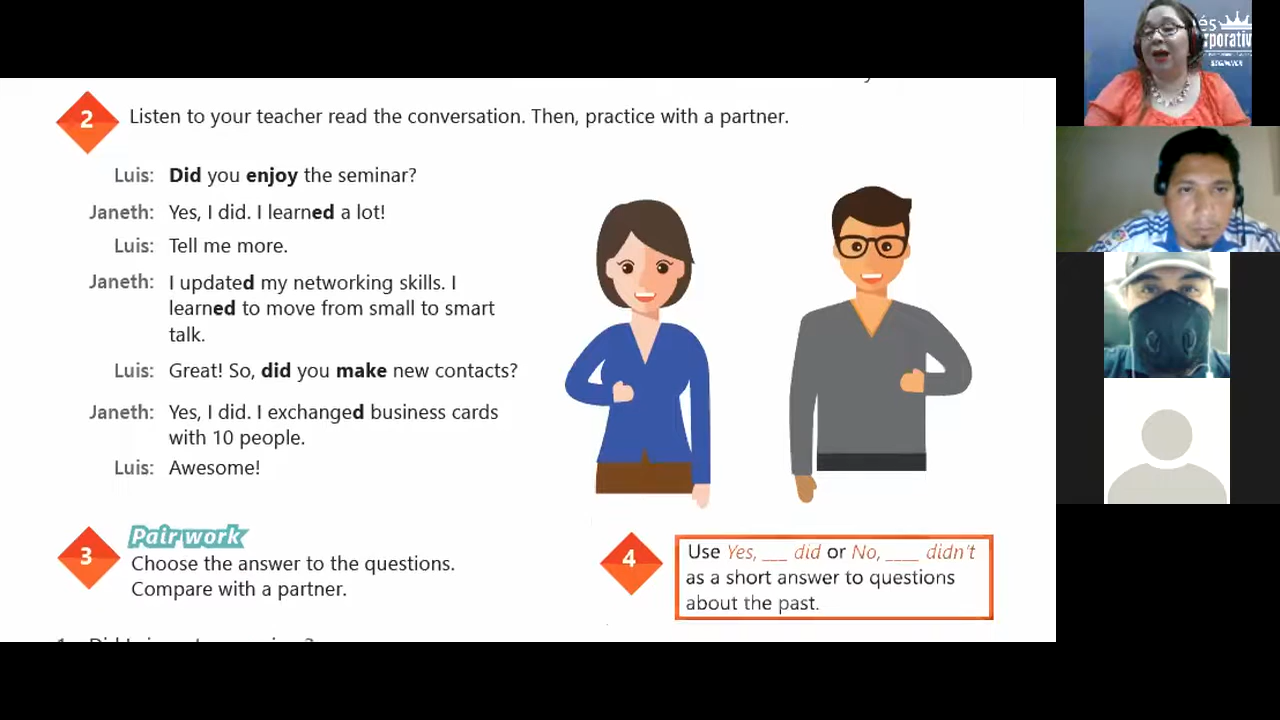 2 Listen to your teacher read the conversation. Then, practice with a partner.
Luis: Did you enjoy the seminar?
Janeth: Yes, I did. I learned a lot!
Luis: Tell me more.
Janeth: I updated my networking skills. I
learned to move from small to smart
talk.
Luis: Great! So, did you make new contacts?
Janeth: Yes, I did. I exchanged business cards
with 10 people.
Luis: Awesome!
3 Pair work
Choose the answer to the questions.
Compare with a partner.
4 Use Yes, ___ did or No, ____ didn't
as a short answer to questions
about the past.